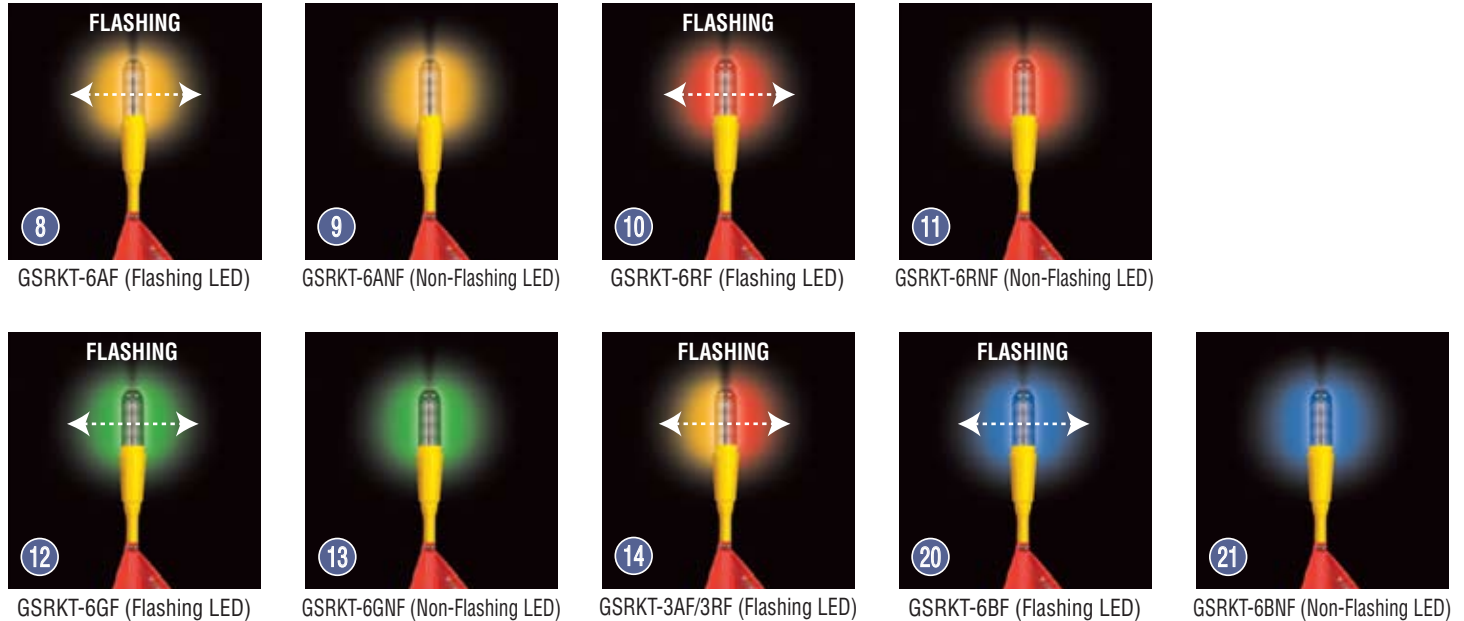 FLASHING
FLASHING
8
9
10
11
GSRKT-6AF (Flashing LED)
GSRKT-6ANF (Non-Flashing LED)
GSRKT-6RF (Flashing LED)
GSRKT-6RNF (Non-Flashing LED)
FLASHING
FLASHING
FLASHING
12
13
14
20
21
GSRKT-6GF (Flashing LED)
GSRKT-6GNF (Non-Flashing LED)
GSRKT-3AF/3RF (Flashing LED)
GSRKT-6BF (Flashing LED)
GSRKT-6BNF (Non-Flashing LED)